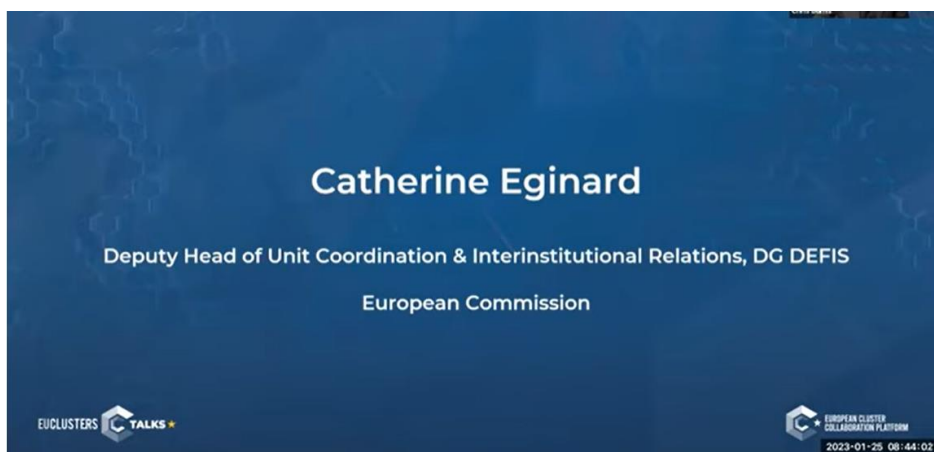 Catherine Eginard
Deputy Head of Unit Coordination & Interinstitutional Relations, DG DEFIS
European Commission
EUCLUSTERS TALKS
EUROPEAN CLUSTER
COLLABORATION PLATFORM
2023-01-25 08:44:02